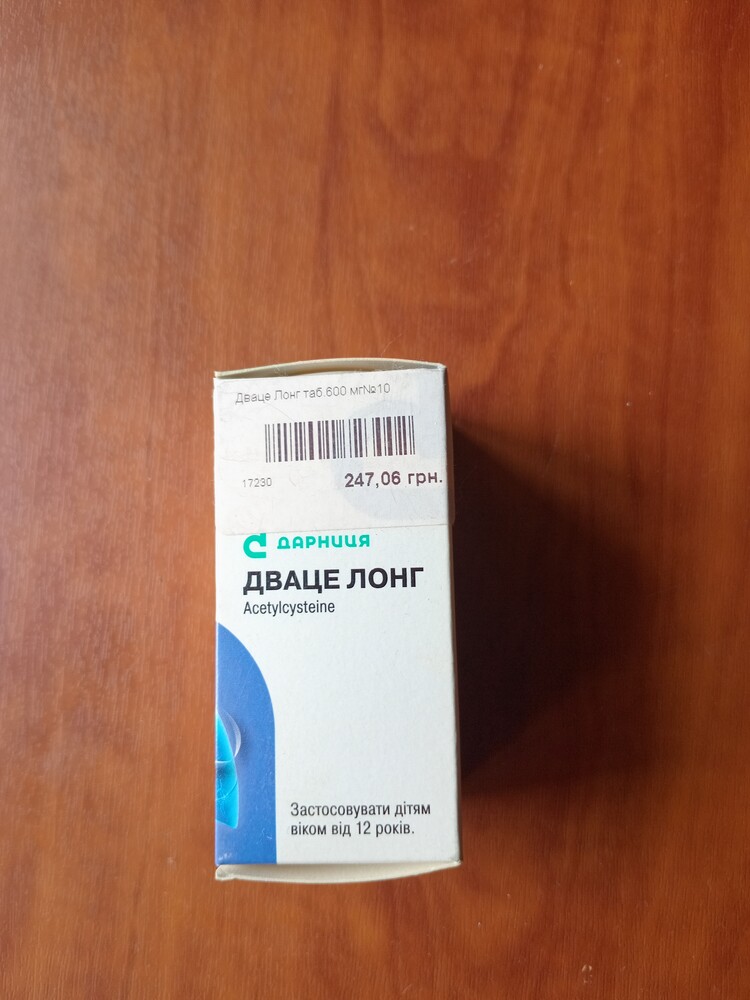 Дваце Лонг таб.600 мг№10
17230
247,06 грн.
ДАРНИЦЯ
ДВАЦЕ ЛОНГ
Acetylcysteine
Застосовувати дітям
віком від 12 років.